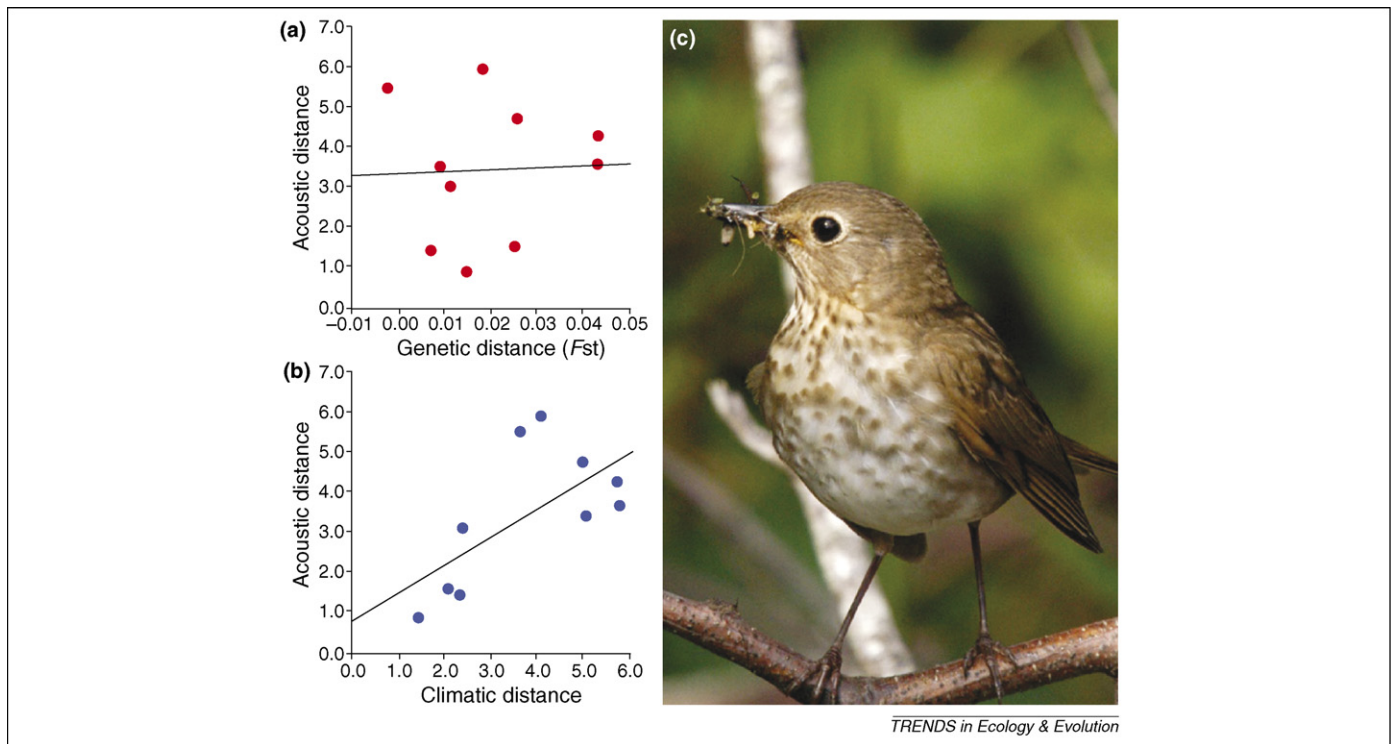 (a)
7.0
6.0
5.0
4.0
3.0
2.0
1.0
0.0
Acoustic distance
–0.01 0.00 0.01 0.02 0.03 0.04 0.05
Genetic distance (Fst)
(b)
7.0
6.0
5.0
4.0
3.0
2.0
1.0
0.0
Acoustic distance
0.0 1.0 2.0 3.0 4.0 5.0 6.0
Climatic distance
(c)
TRENDS in Ecology & Evolution